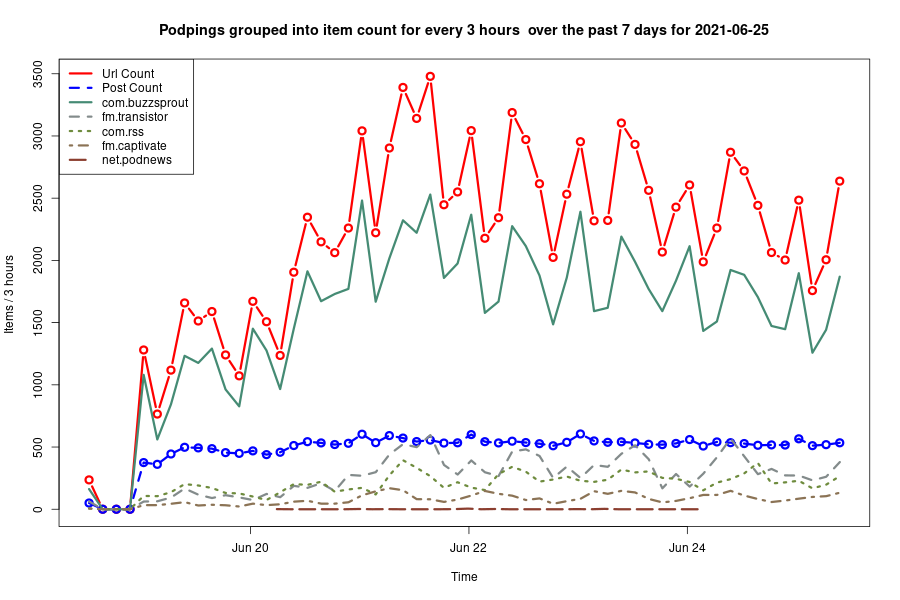 Podpings grouped into item count for every 3 hours  over the past 7 days for 2021-06-25
Items / 3 hours
3500
3000
2500
2000
1500
1000
500
0
Url Count
Post Count
com.buzzsprout
fm.transistor
com.rss
fm.captivate
net.podnews
Jun 20
Jun 22
Jun 24
Time